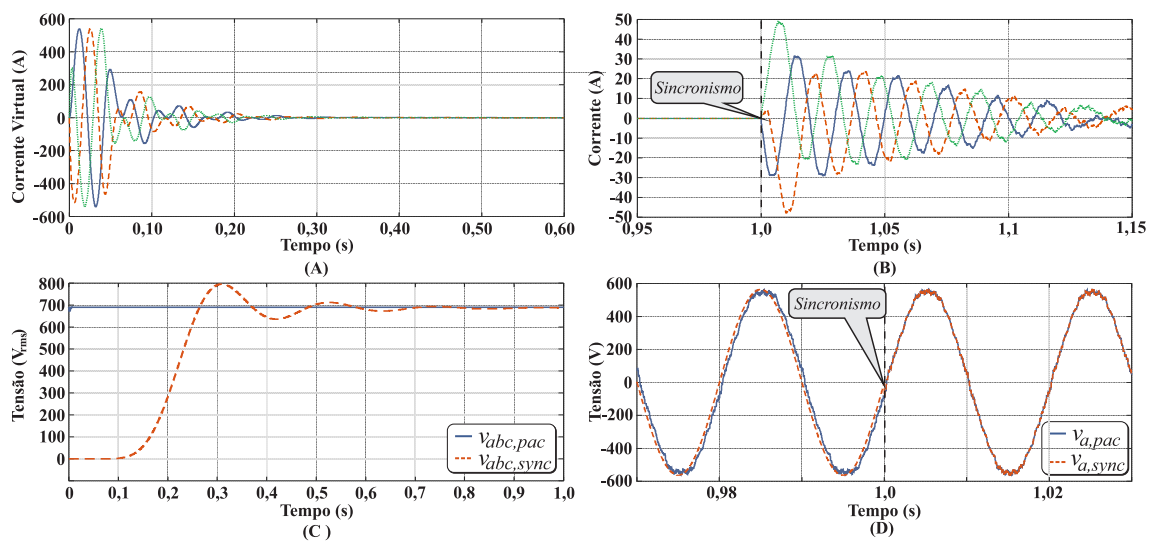 600
400
200
0
-200
-400
-600
Corrente Virtual (A)
0 0,10 0,20 0,30 0,40 0,50 0,60
Tempo (s)
(A)
50
40
30
20
10
0
-10
-20
-30
-40
-50
Corrente (A)
Sincronismo
0,95 1,0 1,05 1,1 1,15
Tempo (s)
(B)
800
700
600
500
400
300
200
100
0
Tensão (Vrms)
vabc,pac
vabc,sync
0 0,1 0,2 0,3 0,4 0,5 0,6 0,7 0,8 0,9 1,0
Tempo (s)
(C )
600
400
200
0
-200
-400
-600
Tensão (V)
Sincronismo
va,pac
va,sync
0,98 1,0 1,02
Tempo (s)
(D)